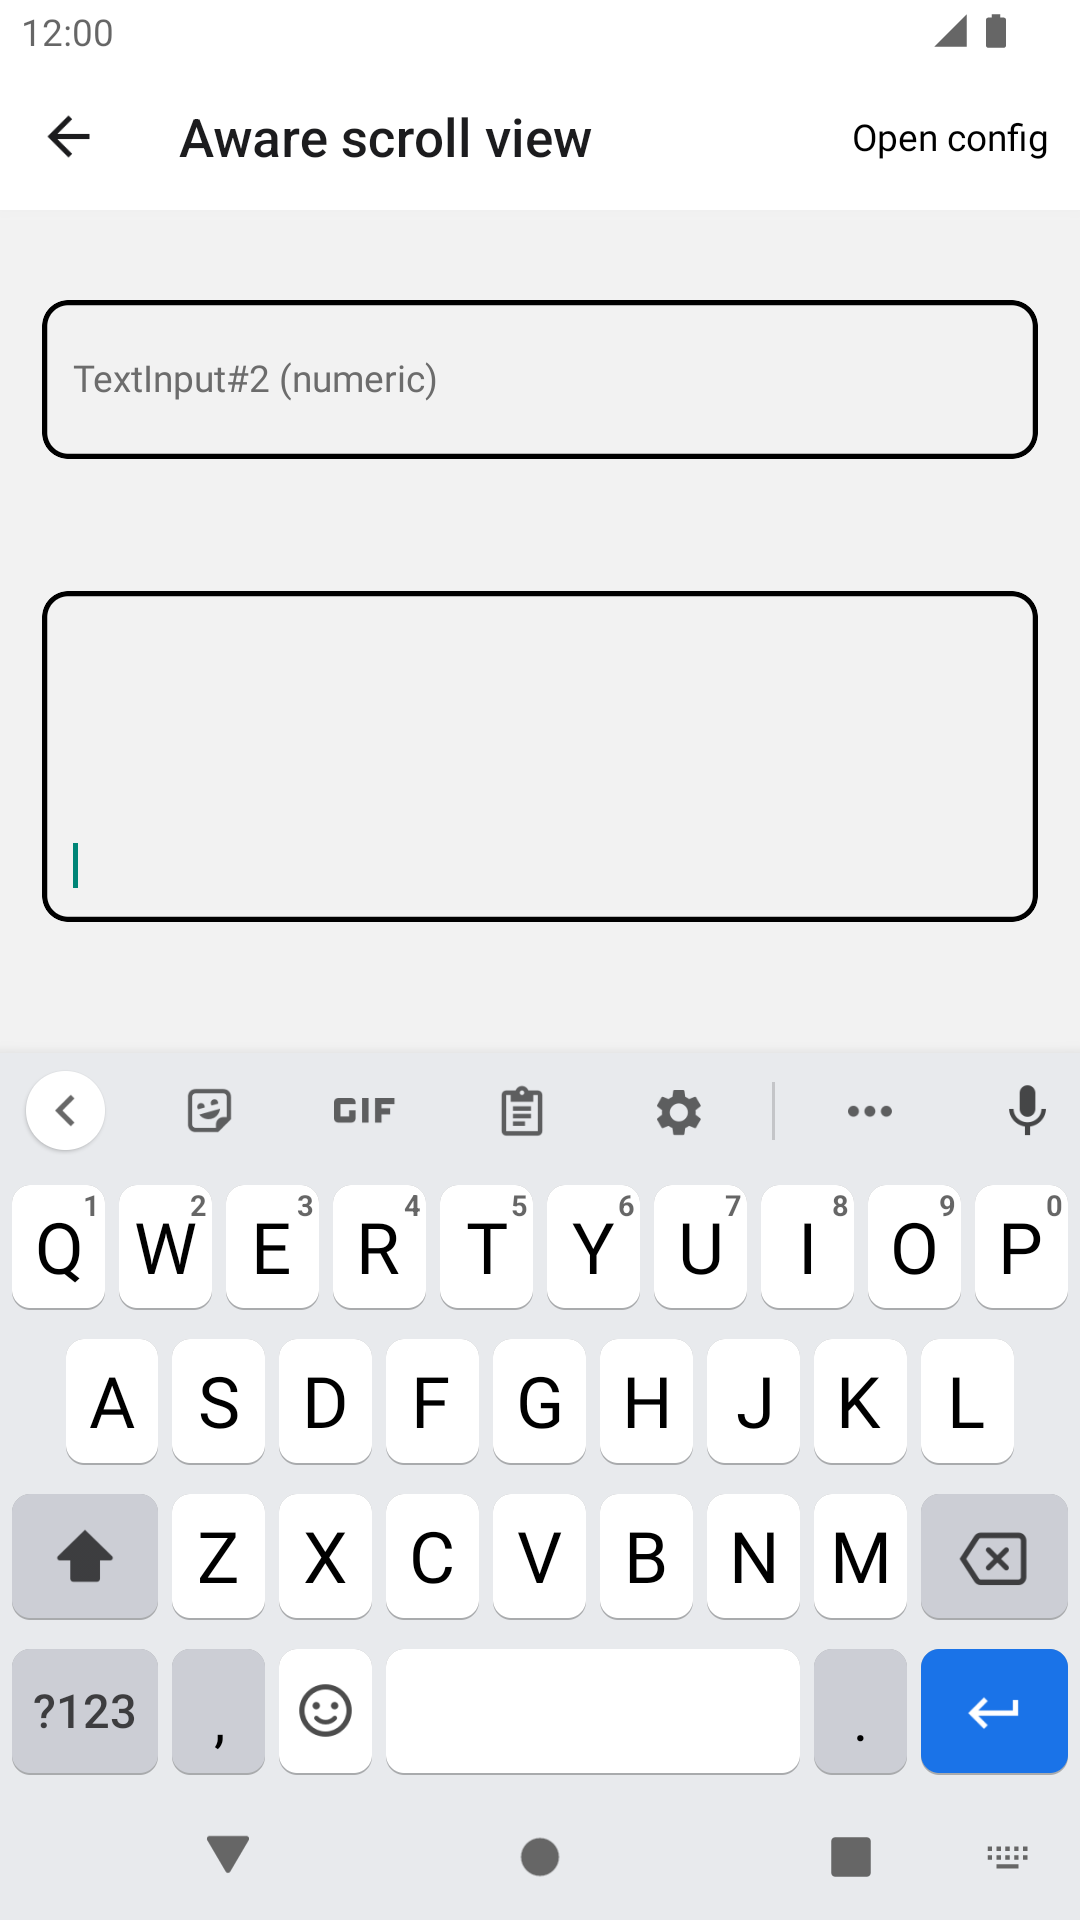 12:00
Aware scroll view
Open config
TextInput#2 (numeric)
GIF
1 2 3 4 5 6 7 8 9 0
Q W E R T Y U I O P
A S D F G H J K L
Z X C V B N M
?123 , .